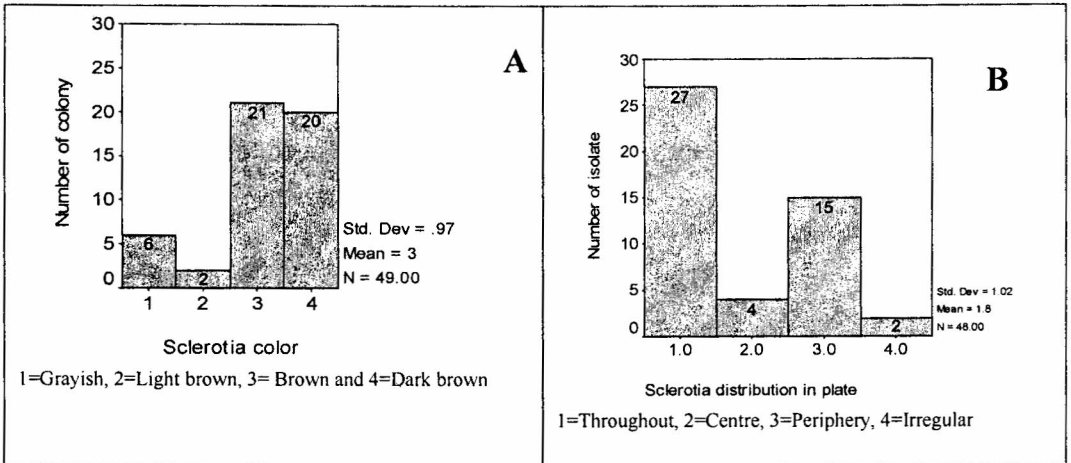 A
Number of colony
30
25
20
15
10
5
0
6
2
21
20
1 2 3 4
Std. Dev = .97
Mean = 3
N = 49.00
Sclerotia color
1=Grayish, 2=Light brown, 3= Brown and 4=Dark brown
B
Number of isolate
30
25
20
15
10
5
0
27
4
15
2
1.0 2.0 3.0 4.0
Std. Dev = 1.02
Mean = 1.8
N = 48.00
Sclerotia distribution in plate
1=Throughout, 2=Centre, 3=Periphery, 4=Irregular